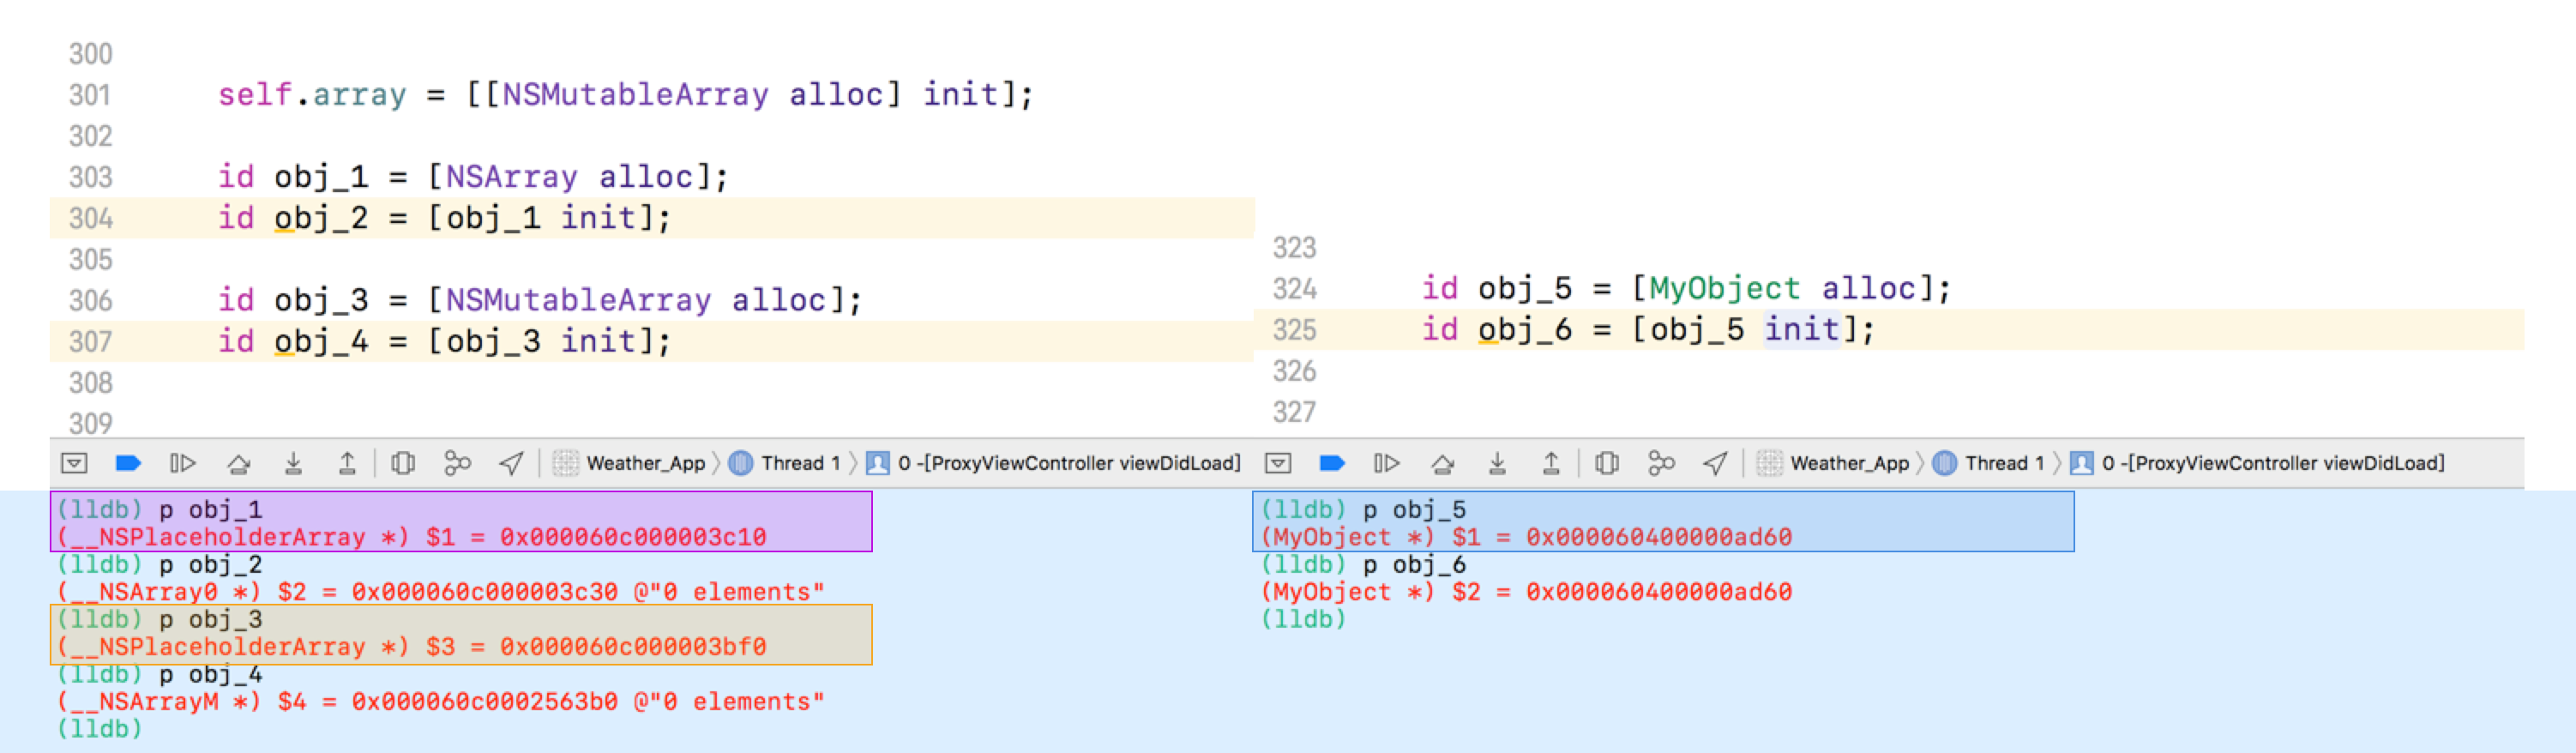 300
301 self.array = [[NSMutableArray alloc] init];
302
303 id obj_1 = [NSArray alloc];
304 id obj_2 = [obj_1 init];
305
306 id obj_3 = [NSMutableArray alloc];
307 id obj_4 = [obj_3 init];
308
309
Weather_App 〉 Thread 1 〉 0 -[ProxyViewController viewDidLoad]
(lldb) p obj_1
(__NSPlaceholderArray *) $1 = 0x000060c000003c10
(lldb) p obj_2
(__NSArray0 *) $2 = 0x000060c000003c30 @"0 elements"
(lldb) p obj_3
(__NSPlaceholderArray *) $3 = 0x000060c000003bf0
(lldb) p obj_4
(__NSArrayM *) $4 = 0x000060c0002563b0 @"0 elements"
(lldb)
323
324 id obj_5 = [MyObject alloc];
325 id obj_6 = [obj_5 init];
326
327
Weather_App 〉 Thread 1 〉 0 -[ProxyViewController viewDidLoad]
(lldb) p obj_5
(MyObject *) $1 = 0x000060400000ad60
(lldb) p obj_6
(MyObject *) $2 = 0x000060400000ad60
(lldb)